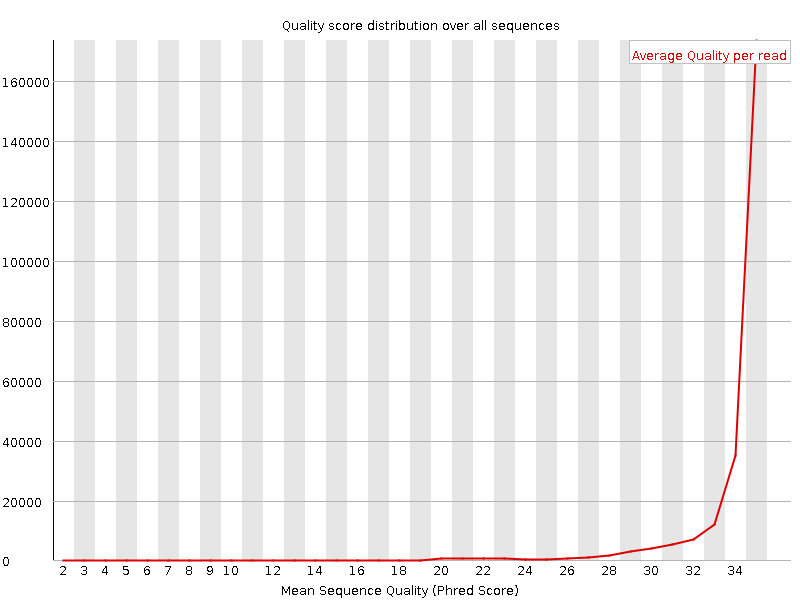 Quality score distribution over all sequences
Average Quality per read
160000
140000
120000
100000
80000
60000
40000
20000
0
2 3 4 5 6 7 8 9 10 12 14 16 18 20 22 24 26 28 30 32 34
Mean Sequence Quality (Phred Score)